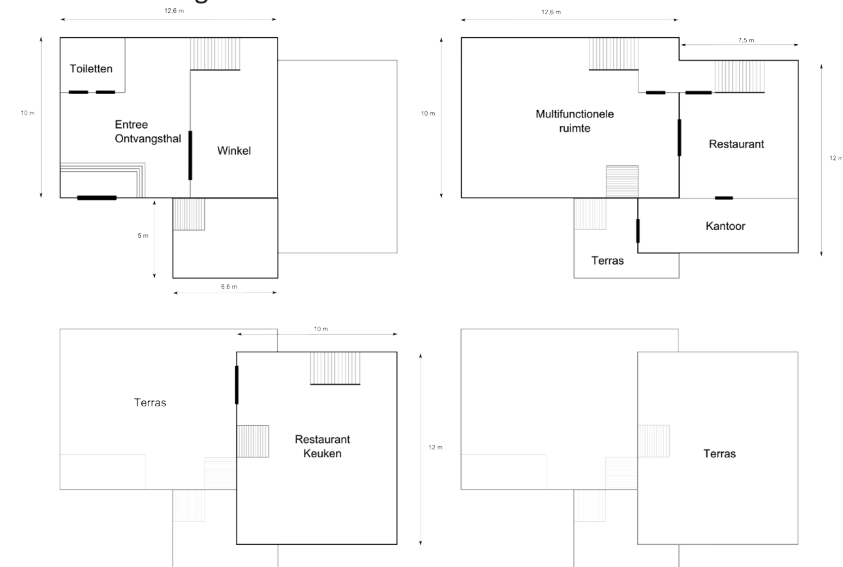 12,6 m
12,6 m
7,5 m
Toiletten
10 m
Entree
Ontvangsthal
Winkel
10 m
Multifunctionele
ruimte
Restaurant
12 m
5 m
Kantoor
Terras
6,6 m
10 m
Terras
Restaurant
Keuken
12 m
Terras